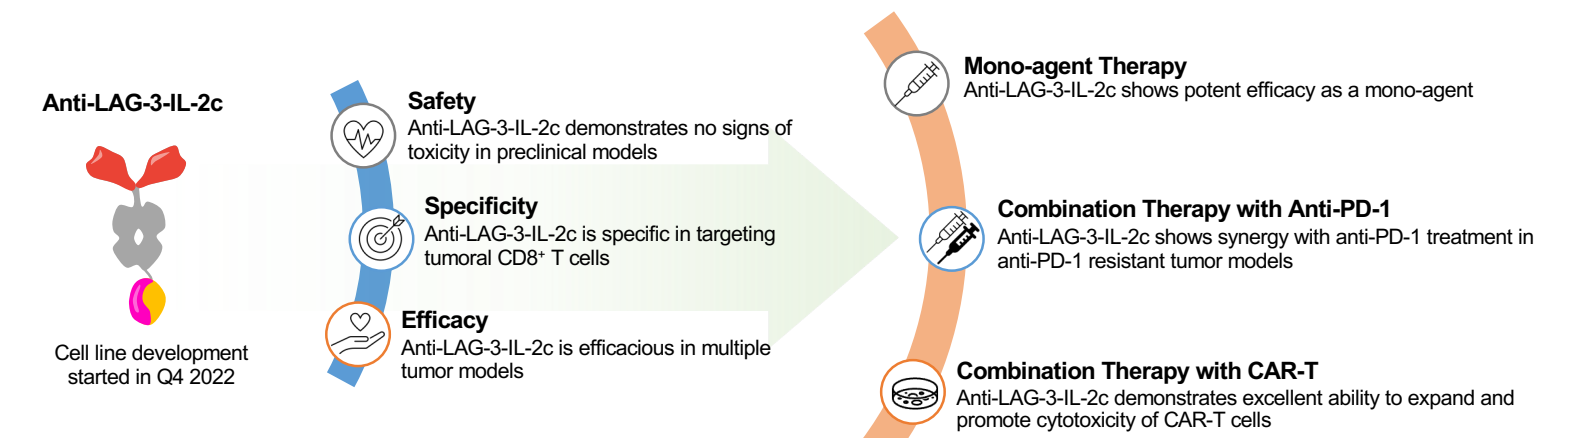 Anti-LAG-3-IL-2c
Cell line development
started in Q4 2022
Safety
Anti-LAG-3-IL-2c demonstrates no signs of
toxicity in preclinical models
Specificity
Anti-LAG-3-IL-2c is specific in targeting
tumoral CD8⁺ T cells
Efficacy
Anti-LAG-3-IL-2c is efficacious in multiple
tumor models
Mono-agent Therapy
Anti-LAG-3-IL-2c shows potent efficacy as a mono-agent
Combination Therapy with Anti-PD-1
Anti-LAG-3-IL-2c shows synergy with anti-PD-1 treatment in
anti-PD-1 resistant tumor models
Combination Therapy with CAR-T
Anti-LAG-3-IL-2c demonstrates excellent ability to expand and
promote cytotoxicity of CAR-T cells